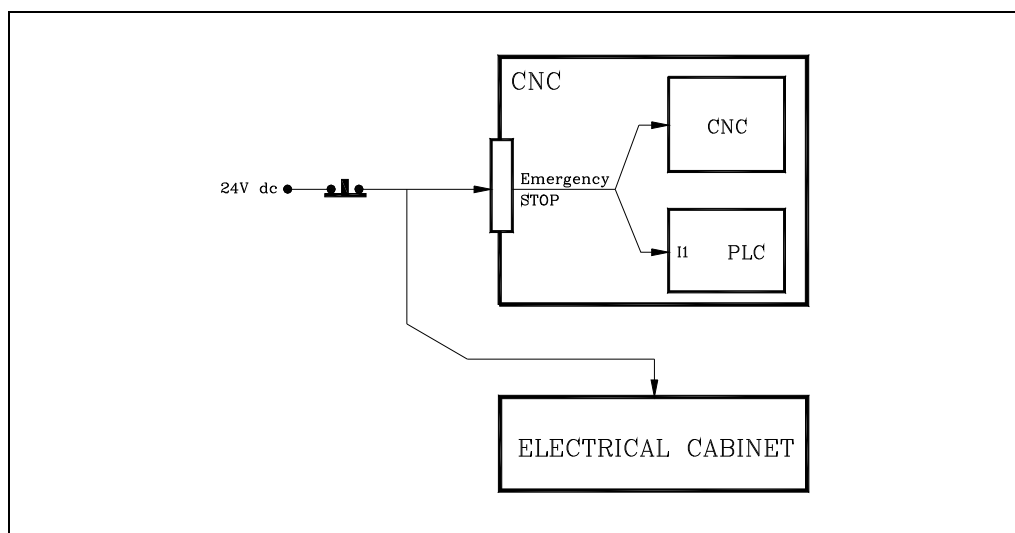 CNC
CNC
24V dc
Emergency
STOP
I1 PLC
ELECTRICAL CABINET